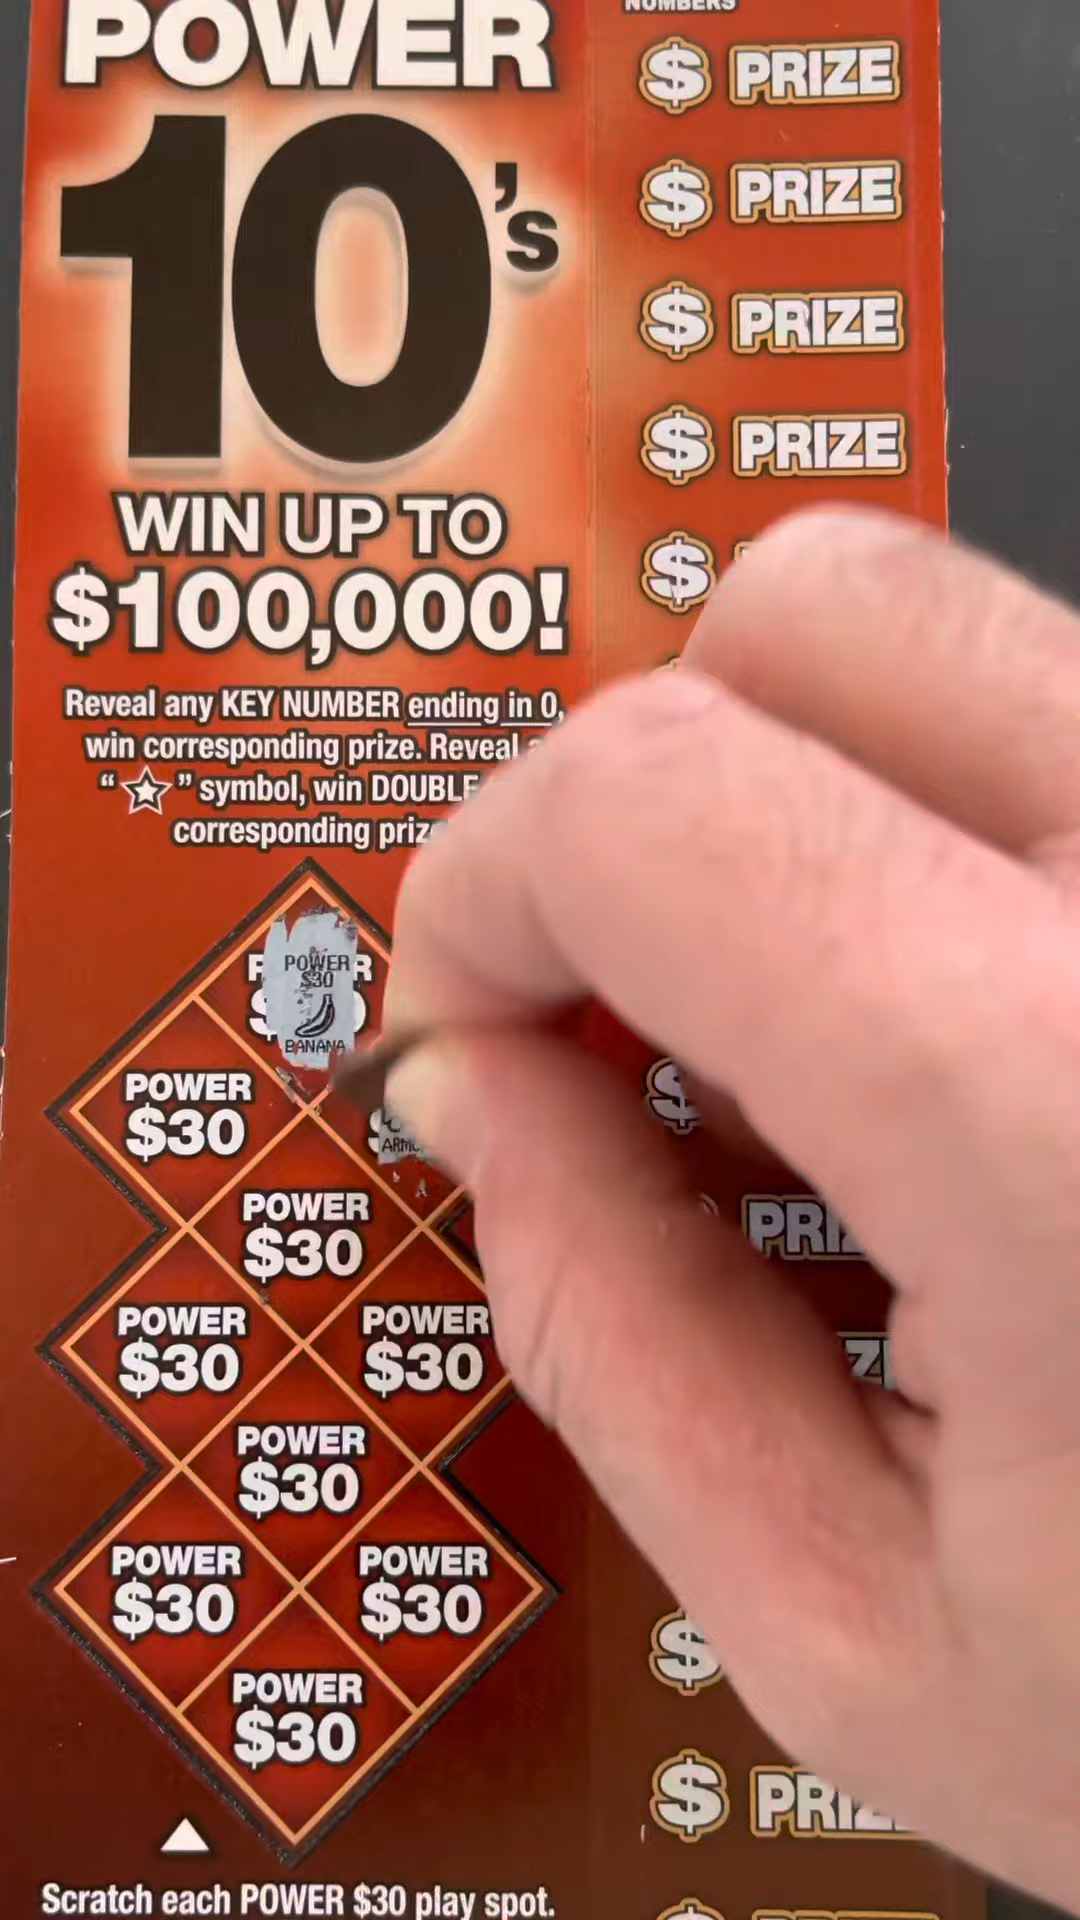 POWER
10's
WIN UP TO
$100,000!
Reveal any KEY NUMBER ending in 0,
win corresponding prize. Reveal
“☆” symbol, win DOUBLE
corresponding
NUMBERS
$ PRIZE
$ PRIZE
$ PRIZE
$ PRIZE
$
POWER
$30
BANANA
POWER
$30
POWER
$30
POWER
$30
POWER
$30
POWER
$30
POWER
$30
POWER
$30
POWER
$30
Scratch each POWER $30 play spot.
$
$
$